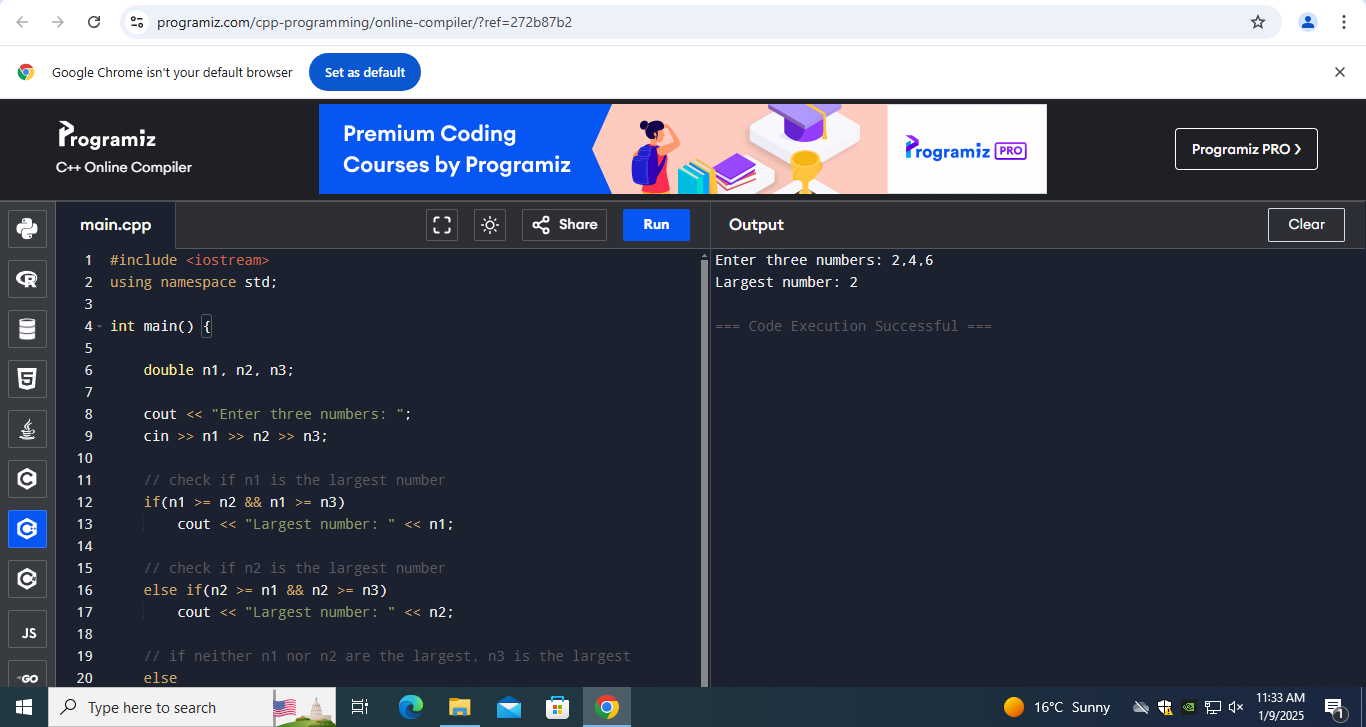 programiz.com/cpp-programming/online-compiler/?ref=272b87b2
Google Chrome isn't your default browser
Set as default
Programiz
C++ Online Compiler
Premium Coding
Courses by Programiz
Programiz PRO
Programiz PRO ❯
main.cpp
Share
Run
Output
Clear
1 #include <iostream>
2 using namespace std;
3
4 int main() {
5
6 double n1, n2, n3;
7
8 cout << "Enter three numbers: ";
9 cin >> n1 >> n2 >> n3;
10
11 // check if n1 is the largest number
12 if(n1 >= n2 && n1 >= n3)
13 cout << "Largest number: " << n1;
14
15 // check if n2 is the largest number
16 else if(n2 >= n1 && n2 >= n3)
17 cout << "Largest number: " << n2;
18
19 // if neither n1 nor n2 are the largest, n3 is the largest
20 else
Enter three numbers: 2,4,6
Largest number: 2
=== Code Execution Successful ===
JS
GO
Type here to search
16°C Sunny
11:33 AM
1/9/2025
1